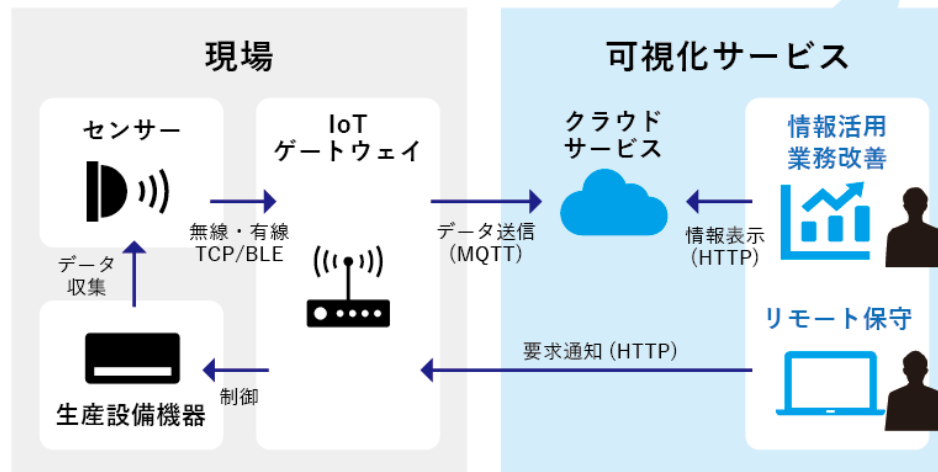 現場
センサー
IoT
ゲートウェイ
無線・有線
TCP/BLE
データ
収集
生産設備機器
制御
可視化サービス
クラウド
サービス
データ送信
(MQTT)
情報活用
業務改善
情報表示
(HTTP)
リモート保守
要求通知 (HTTP)